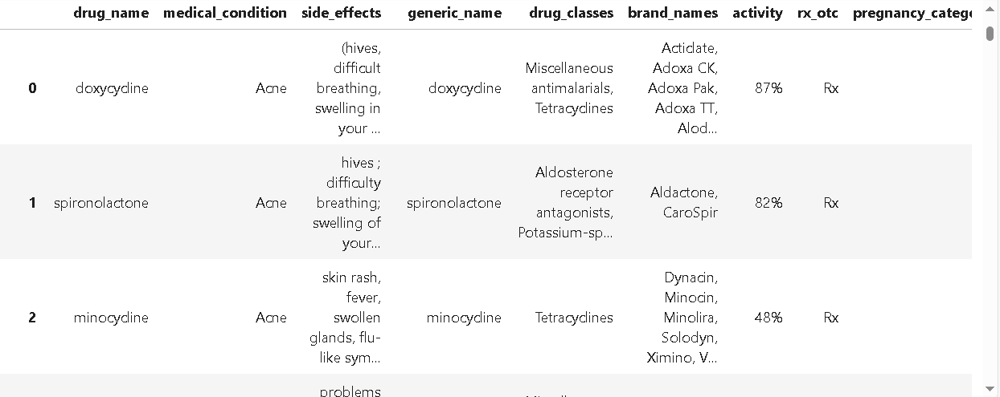 drug_name medical_condition side_effects generic_name drug_classes brand_names activity rx_otc pregnancy_catego
0 doxycycline Acne (hives, difficult breathing, swelling in your ... doxycycline Miscellaneous antimalarials, Tetracyclines Acticlate, Adoxa CK, Adoxa Pak, Adoxa TT, Alod... 87% Rx
1 spironolactone Acne hives ; difficulty breathing; swelling of your... spironolactone Aldosterone receptor antagonists, Potassium-sp... Aldactone, CaroSpir 82% Rx
2 minocycline Acne skin rash, fever, swollen glands, flu-like sym... minocycline Tetracyclines Dynacin, Minocin, Minolira, Solodyn, Ximino, V... 48% Rx
problems